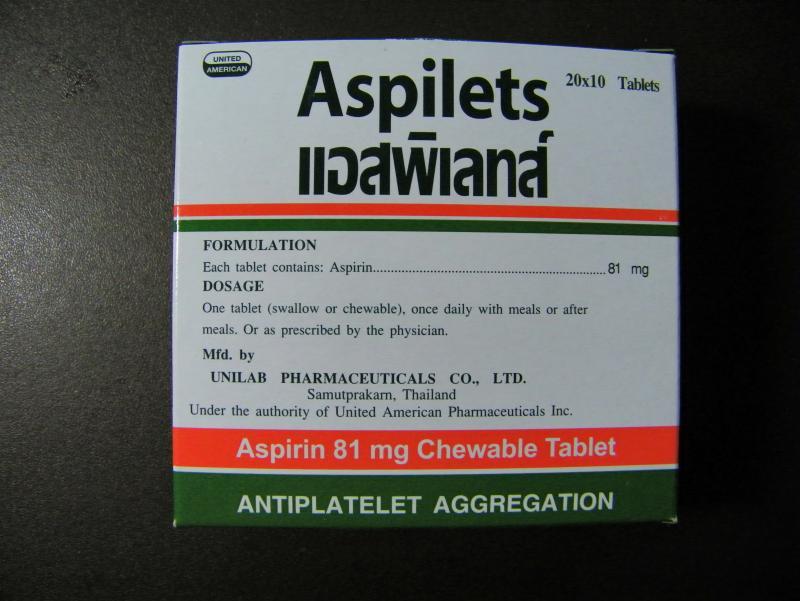 UNITED
AMERICAN
Aspilets
20x10 Tablets
แอสพิเลทส์
FORMULATION
Each tablet contains: Aspirin................................................................81 mg
DOSAGE
One tablet (swallow or chewable), once daily with meals or after
meals. Or as prescribed by the physician.
Mfd. by
UNILAB PHARMACEUTICALS CO., LTD.
Samutprakarn, Thailand
Under the authority of United American Pharmaceuticals Inc.
Aspirin 81 mg Chewable Tablet
ANTIPLATELET AGGREGATION